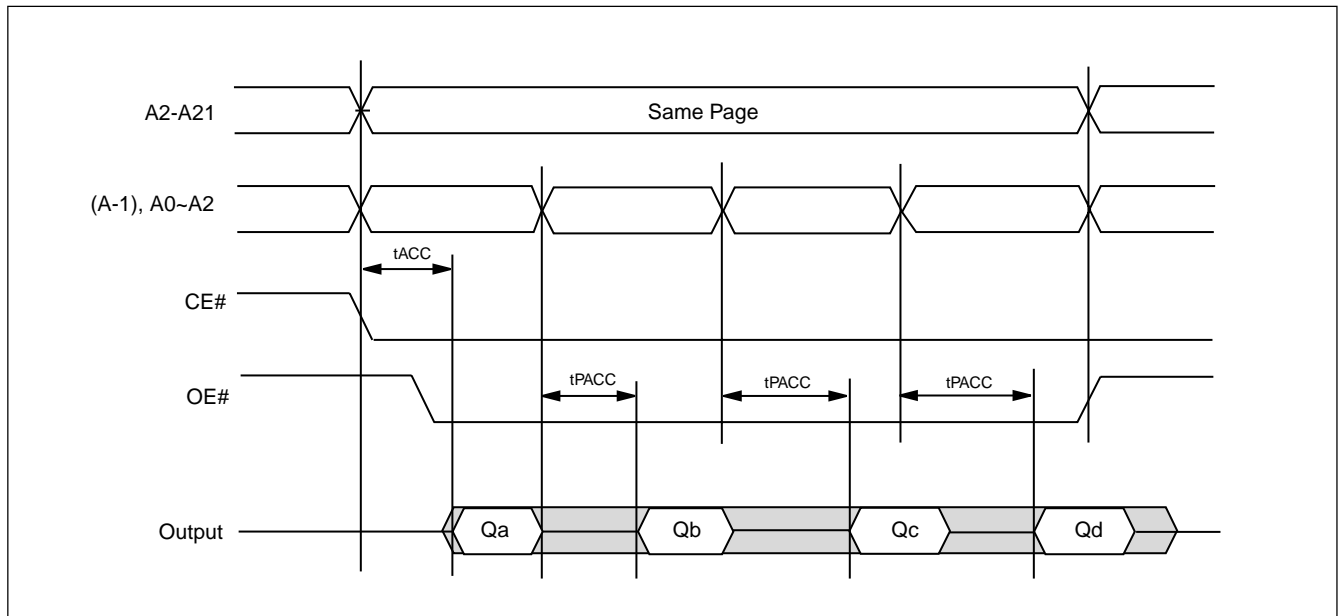 A2-A21
Same Page
(A-1), A0~A2
tACC
CE#
OE#
tPACC
tPACC
tPACC
Output
Qa
Qb
Qc
Qd